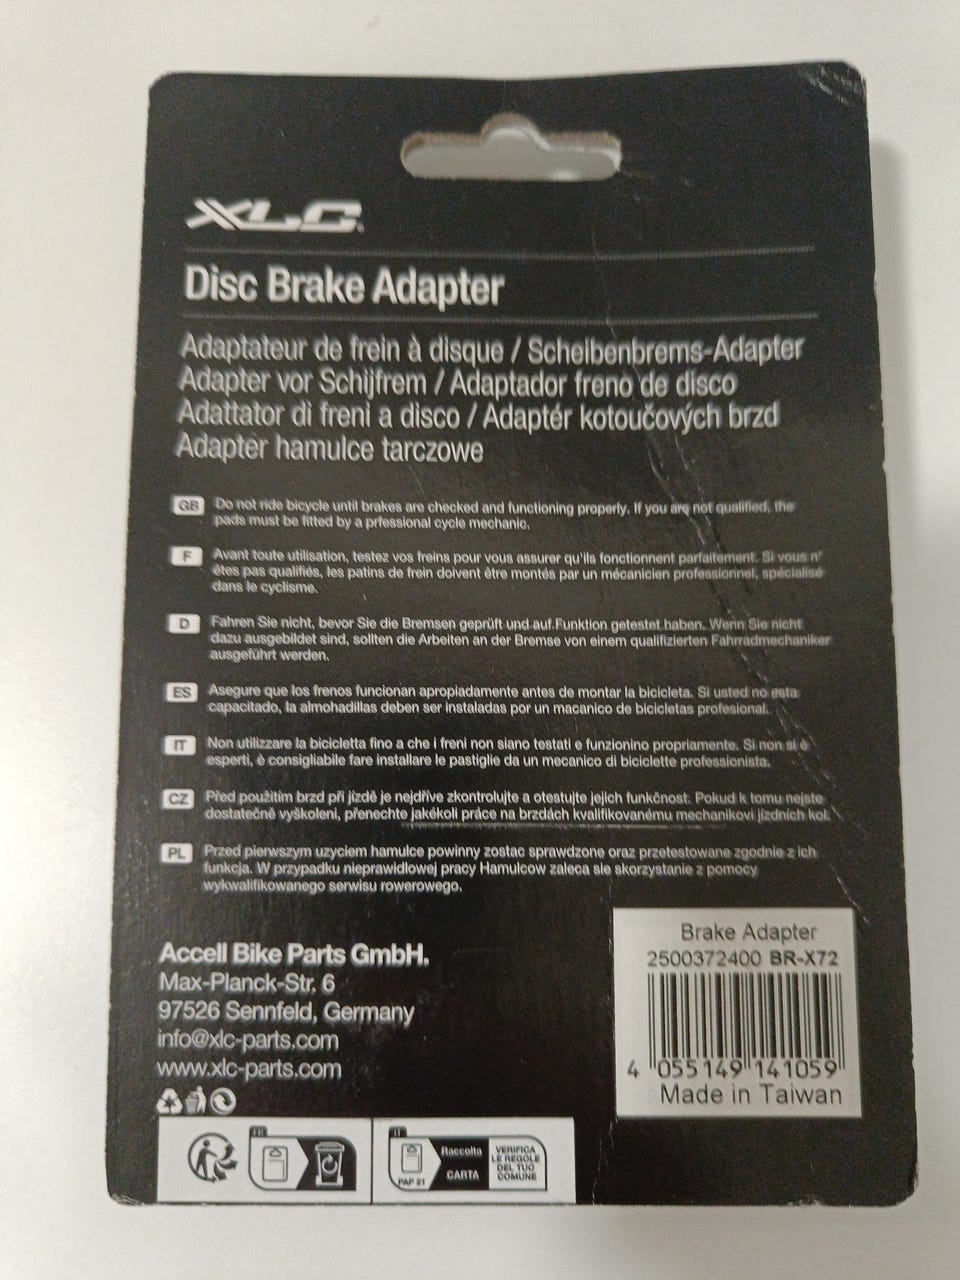 XLC
Disc Brake Adapter
Adaptateur de frein à disque / Scheibenbrems-Adapter
Adapter vor Schijfrem / Adaptador freno de disco
Adattator di freni a disco / Adaptér kotoučových brzd
Adapter hamulce tarczowe
GB Do not ride bicycle until brakes are checked and functioning properly. If you are not qualified, the
pads must be fitted by a prfessional cycle mechanic.
F Avant toute utilisation, testez vos freins pour vous assurer qu'ils fonctionnent parfaitement. Si vous n'
êtes pas qualifiés, les patins de frein doivent être montés par un mécanicien professionnel, spécialisé
dans le cyclisme.
D Fahren Sie nicht, bevor Sie die Bremsen geprüft und auf Funktion getestet haben. Wenn Sie nicht
dazu ausgebildet sind, sollten die Arbeiten an der Bremse von einem qualifizierten Fahrradmechaniker
ausgeführt werden.
ES Asegure que los frenos funcionan apropiadamente antes de montar la bicicleta. Si usted no esta
capacitado, la almohadillas deben ser instaladas por un macanico de bicicletas profesional.
IT Non utilizzare la bicicletta fino a che i freni non siano testati e funzionino propriamente. Si non si è
esperti, è consigliabile fare installare le pastiglie da un mecanico di biciclette professionista.
CZ Před použitím brzd při jízdě je nejdříve zkontrolujte a otestujte jejich funkčnost. Pokud k tomu nejste
dostatečně vyškoleni, přenechte jakékoli práce na brzdách kvalifikovanému mechanikovi jízdních kol.
PL Przed pierwszym uzyciem hamulce powinny zostac sprawdzone oraz przetestowane zgodnie z ich
funkcja. W przypadku nieprawidlowej pracy Hamulcow zaleca sie skorzystanie z pomocy
wykwalifikowanego serwisu rowerowego.
Accell Bike Parts GmbH.
Max-Planck-Str. 6
97526 Sennfeld, Germany
info@xlc-parts.com
www.xlc-parts.com
Brake Adapter
2500372400 BR-X72
4 055149 141059
Made in Taiwan
FR
IT
PAP 21
Raccolta
CARTA
VERIFICA
LE REGOLE
DEL TUO
COMUNE